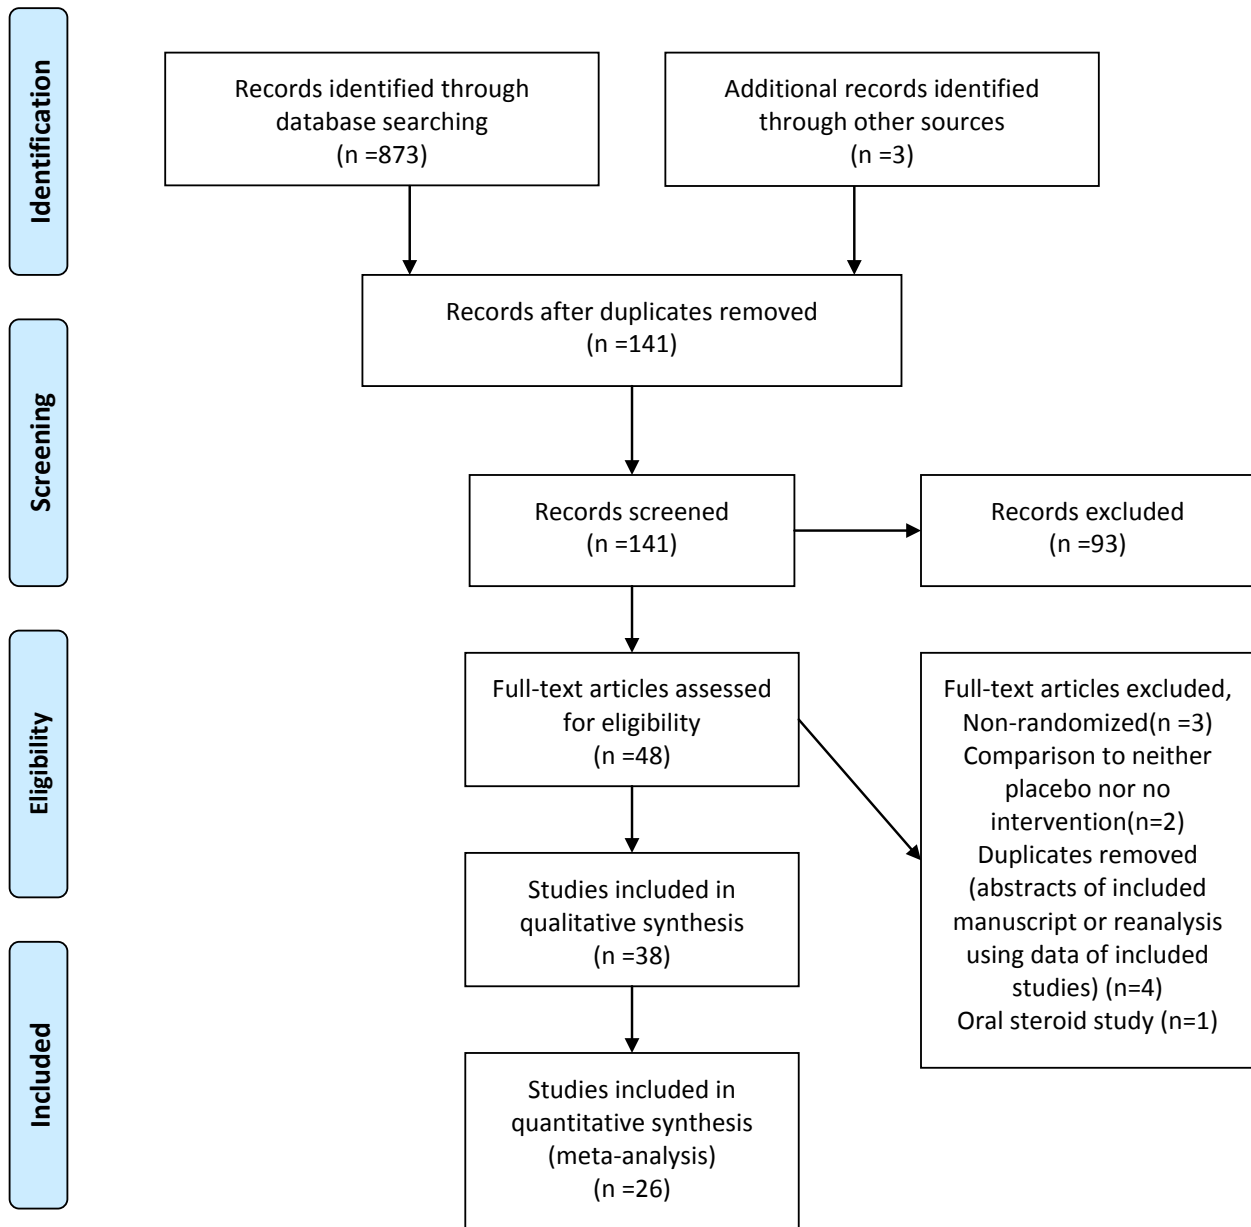 Identification
Records identified through
database searching
(n =873)
Additional records identified
through other sources
(n =3)
Records after duplicates removed
(n =141)
Screening
Records screened
(n =141)
Records excluded
(n =93)
Eligibility
Full-text articles assessed
for eligibility
(n =48)
Full-text articles excluded,
Non-randomized(n =3)
Comparison to neither
placebo nor no
intervention(n=2)
Duplicates removed
(abstracts of included
manuscript or reanalysis
using data of included
studies) (n=4)
Oral steroid study (n=1)
Studies included in
qualitative synthesis
(n =38)
Included
Studies included in
quantitative synthesis
(meta-analysis)
(n =26)